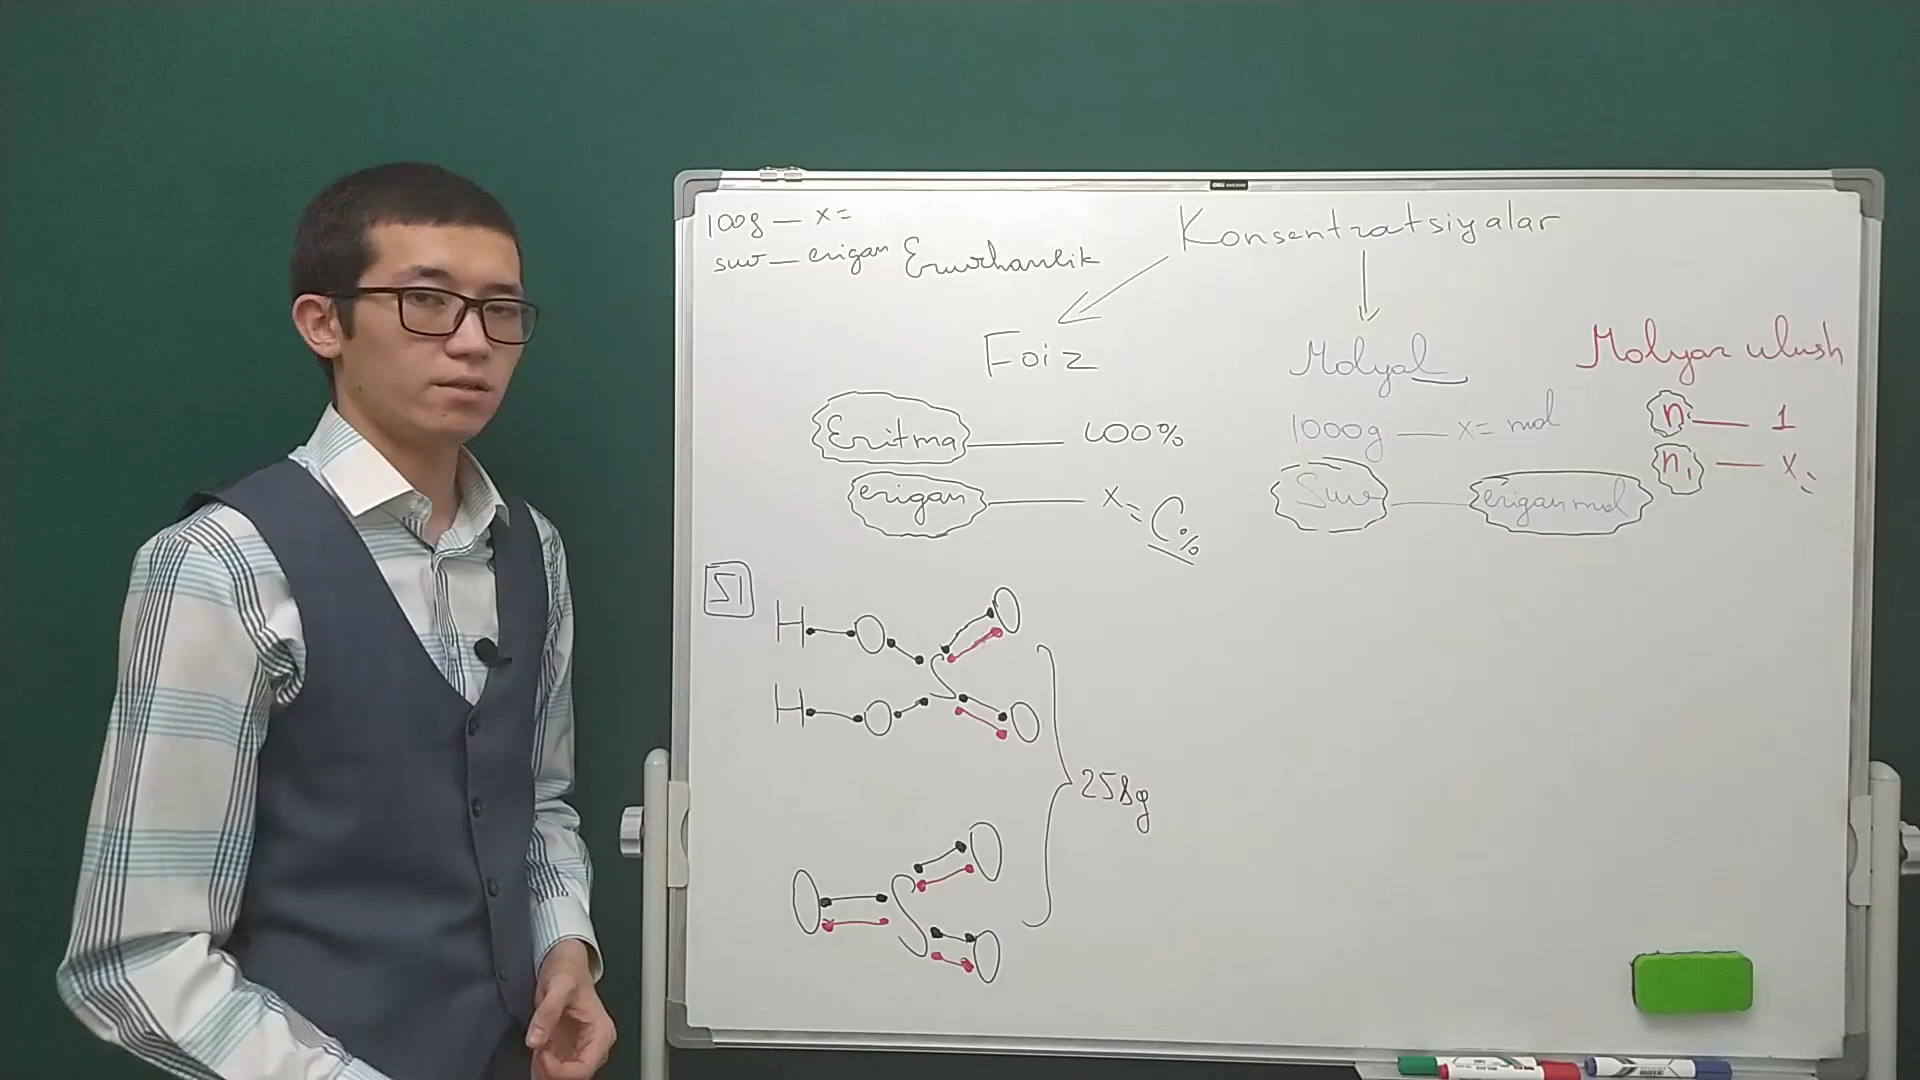 100g — x=
suv — erigan
Eruvchanlik
Konsentratsiyalar
Foiz
Eritma — 100%
erigan — x = C%
Molyal
1000g — x= mol
Suv — erigan mol
Molyar ulush
n — 1
n₁ — x=
51
H O S O
H O O
O S O
O
258g